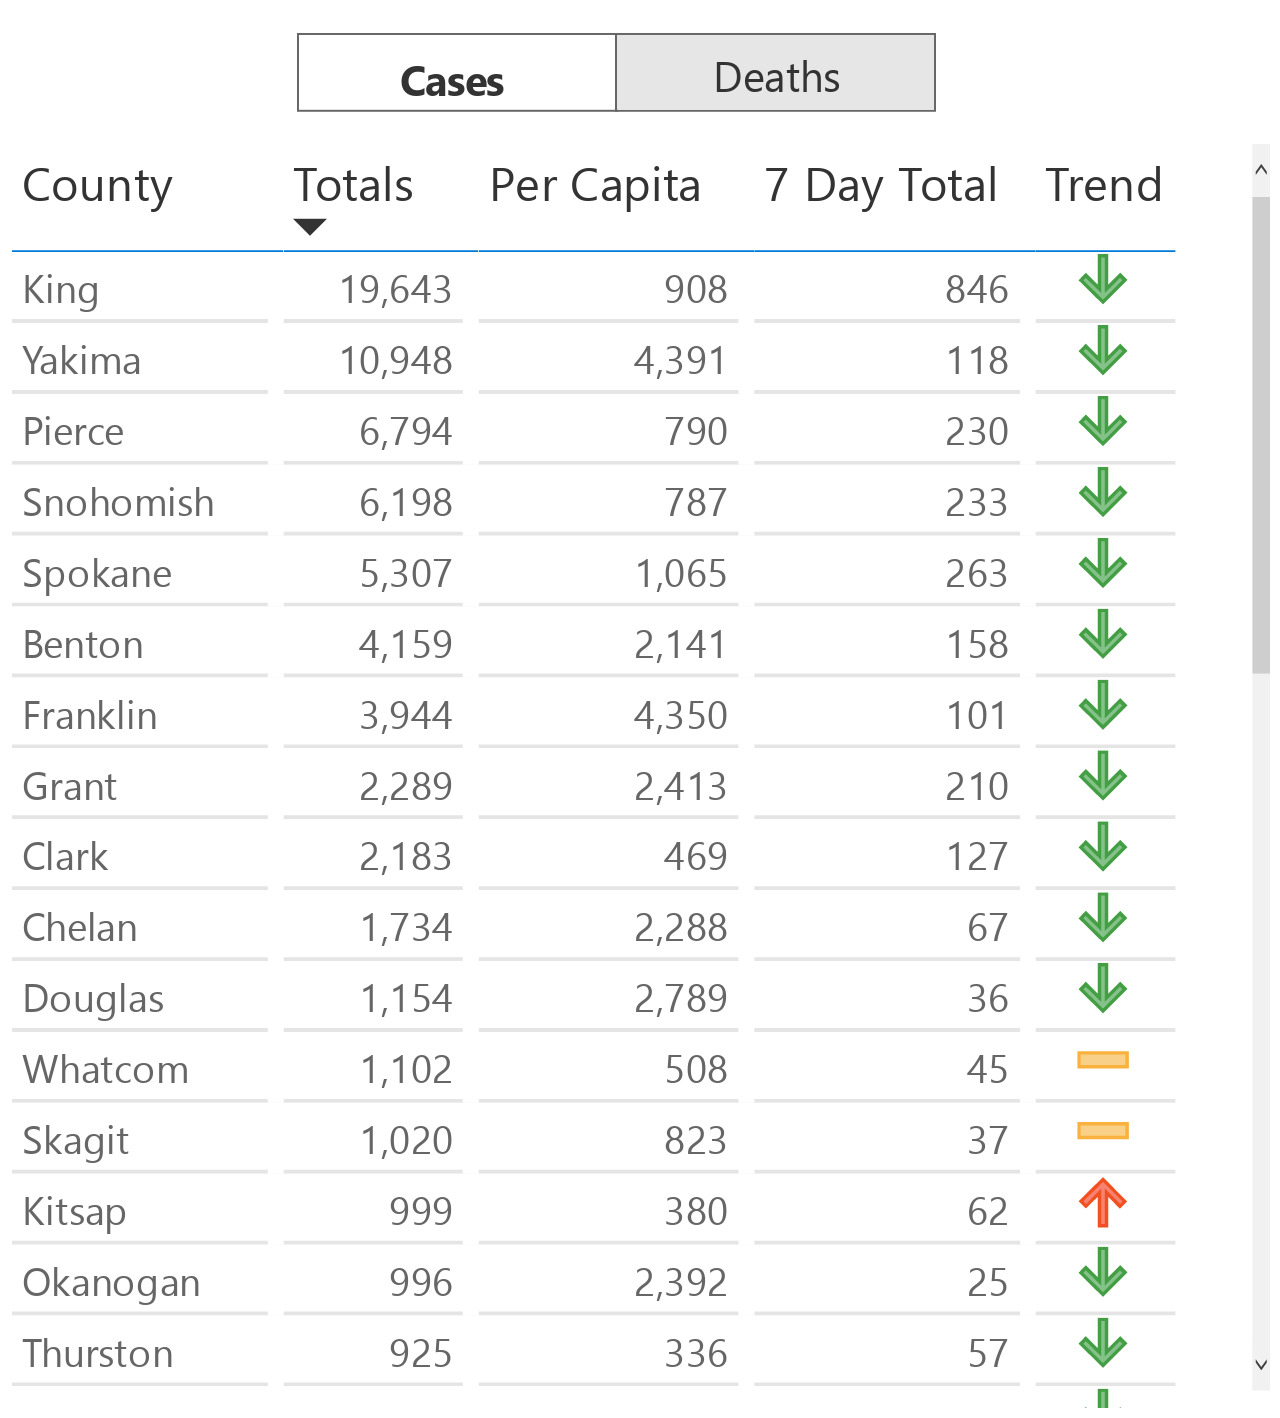 Cases Deaths
County Totals Per Capita 7 Day Total Trend
King 19,643 908 846
Yakima 10,948 4,391 118
Pierce 6,794 790 230
Snohomish 6,198 787 233
Spokane 5,307 1,065 263
Benton 4,159 2,141 158
Franklin 3,944 4,350 101
Grant 2,289 2,413 210
Clark 2,183 469 127
Chelan 1,734 2,288 67
Douglas 1,154 2,789 36
Whatcom 1,102 508 45
Skagit 1,020 823 37
Kitsap 999 380 62
Okanogan 996 2,392 25
Thurston 925 336 57